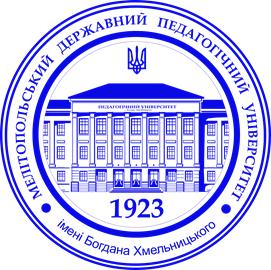 МЕЛІТОПОЛЬСЬКИЙ ДЕРЖАВНИЙ ПЕДАГОГІЧНИЙ УНІВЕРСИТЕТ
ПЕДАГОГІЧНИЙ УНІВЕРСИТЕТ
1923
імені Богдана Хмельницького